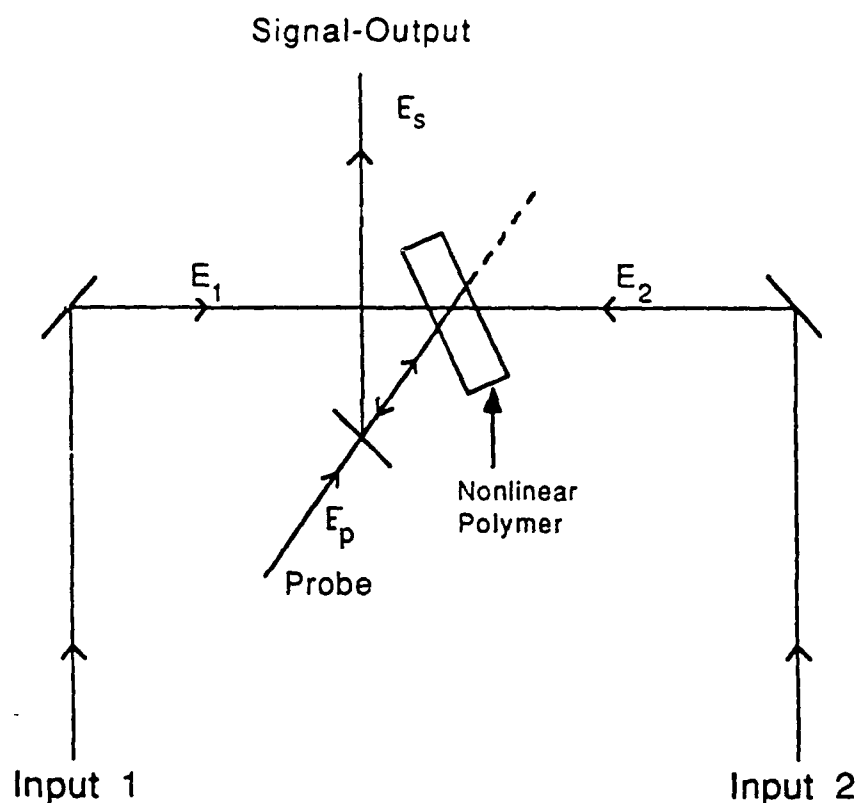 Signal-Output
E_s
E_1
E_2
Nonlinear
Polymer
E_p
Probe
Input 1
Input 2